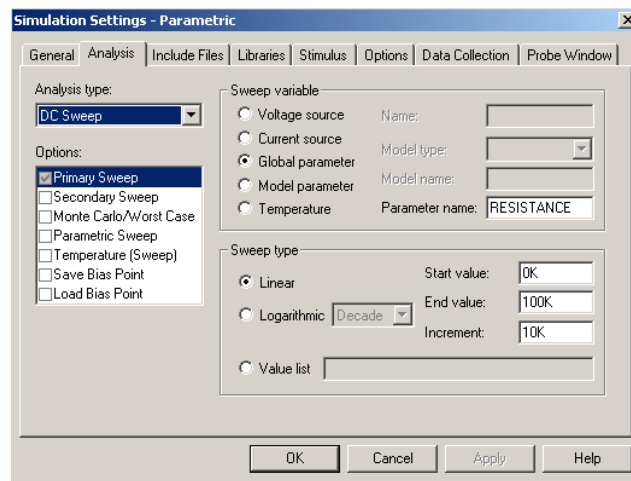 Simulation Settings - Parametric
General Analysis Include Files Libraries Stimulus Options Data Collection Probe Window
Analysis type:
DC Sweep
Options:
Primary Sweep
Secondary Sweep
Monte Carlo/Worst Case
Parametric Sweep
Temperature (Sweep)
Save Bias Point
Load Bias Point
Sweep variable
Voltage source
Current source
Global parameter
Model parameter
Temperature
Name:
Model type:
Model name:
Parameter name: RESISTANCE
Sweep type
Linear
Logarithmic Decade
Value list
Start value: 0K
End value: 100K
Increment: 10K
OK Cancel Apply Help